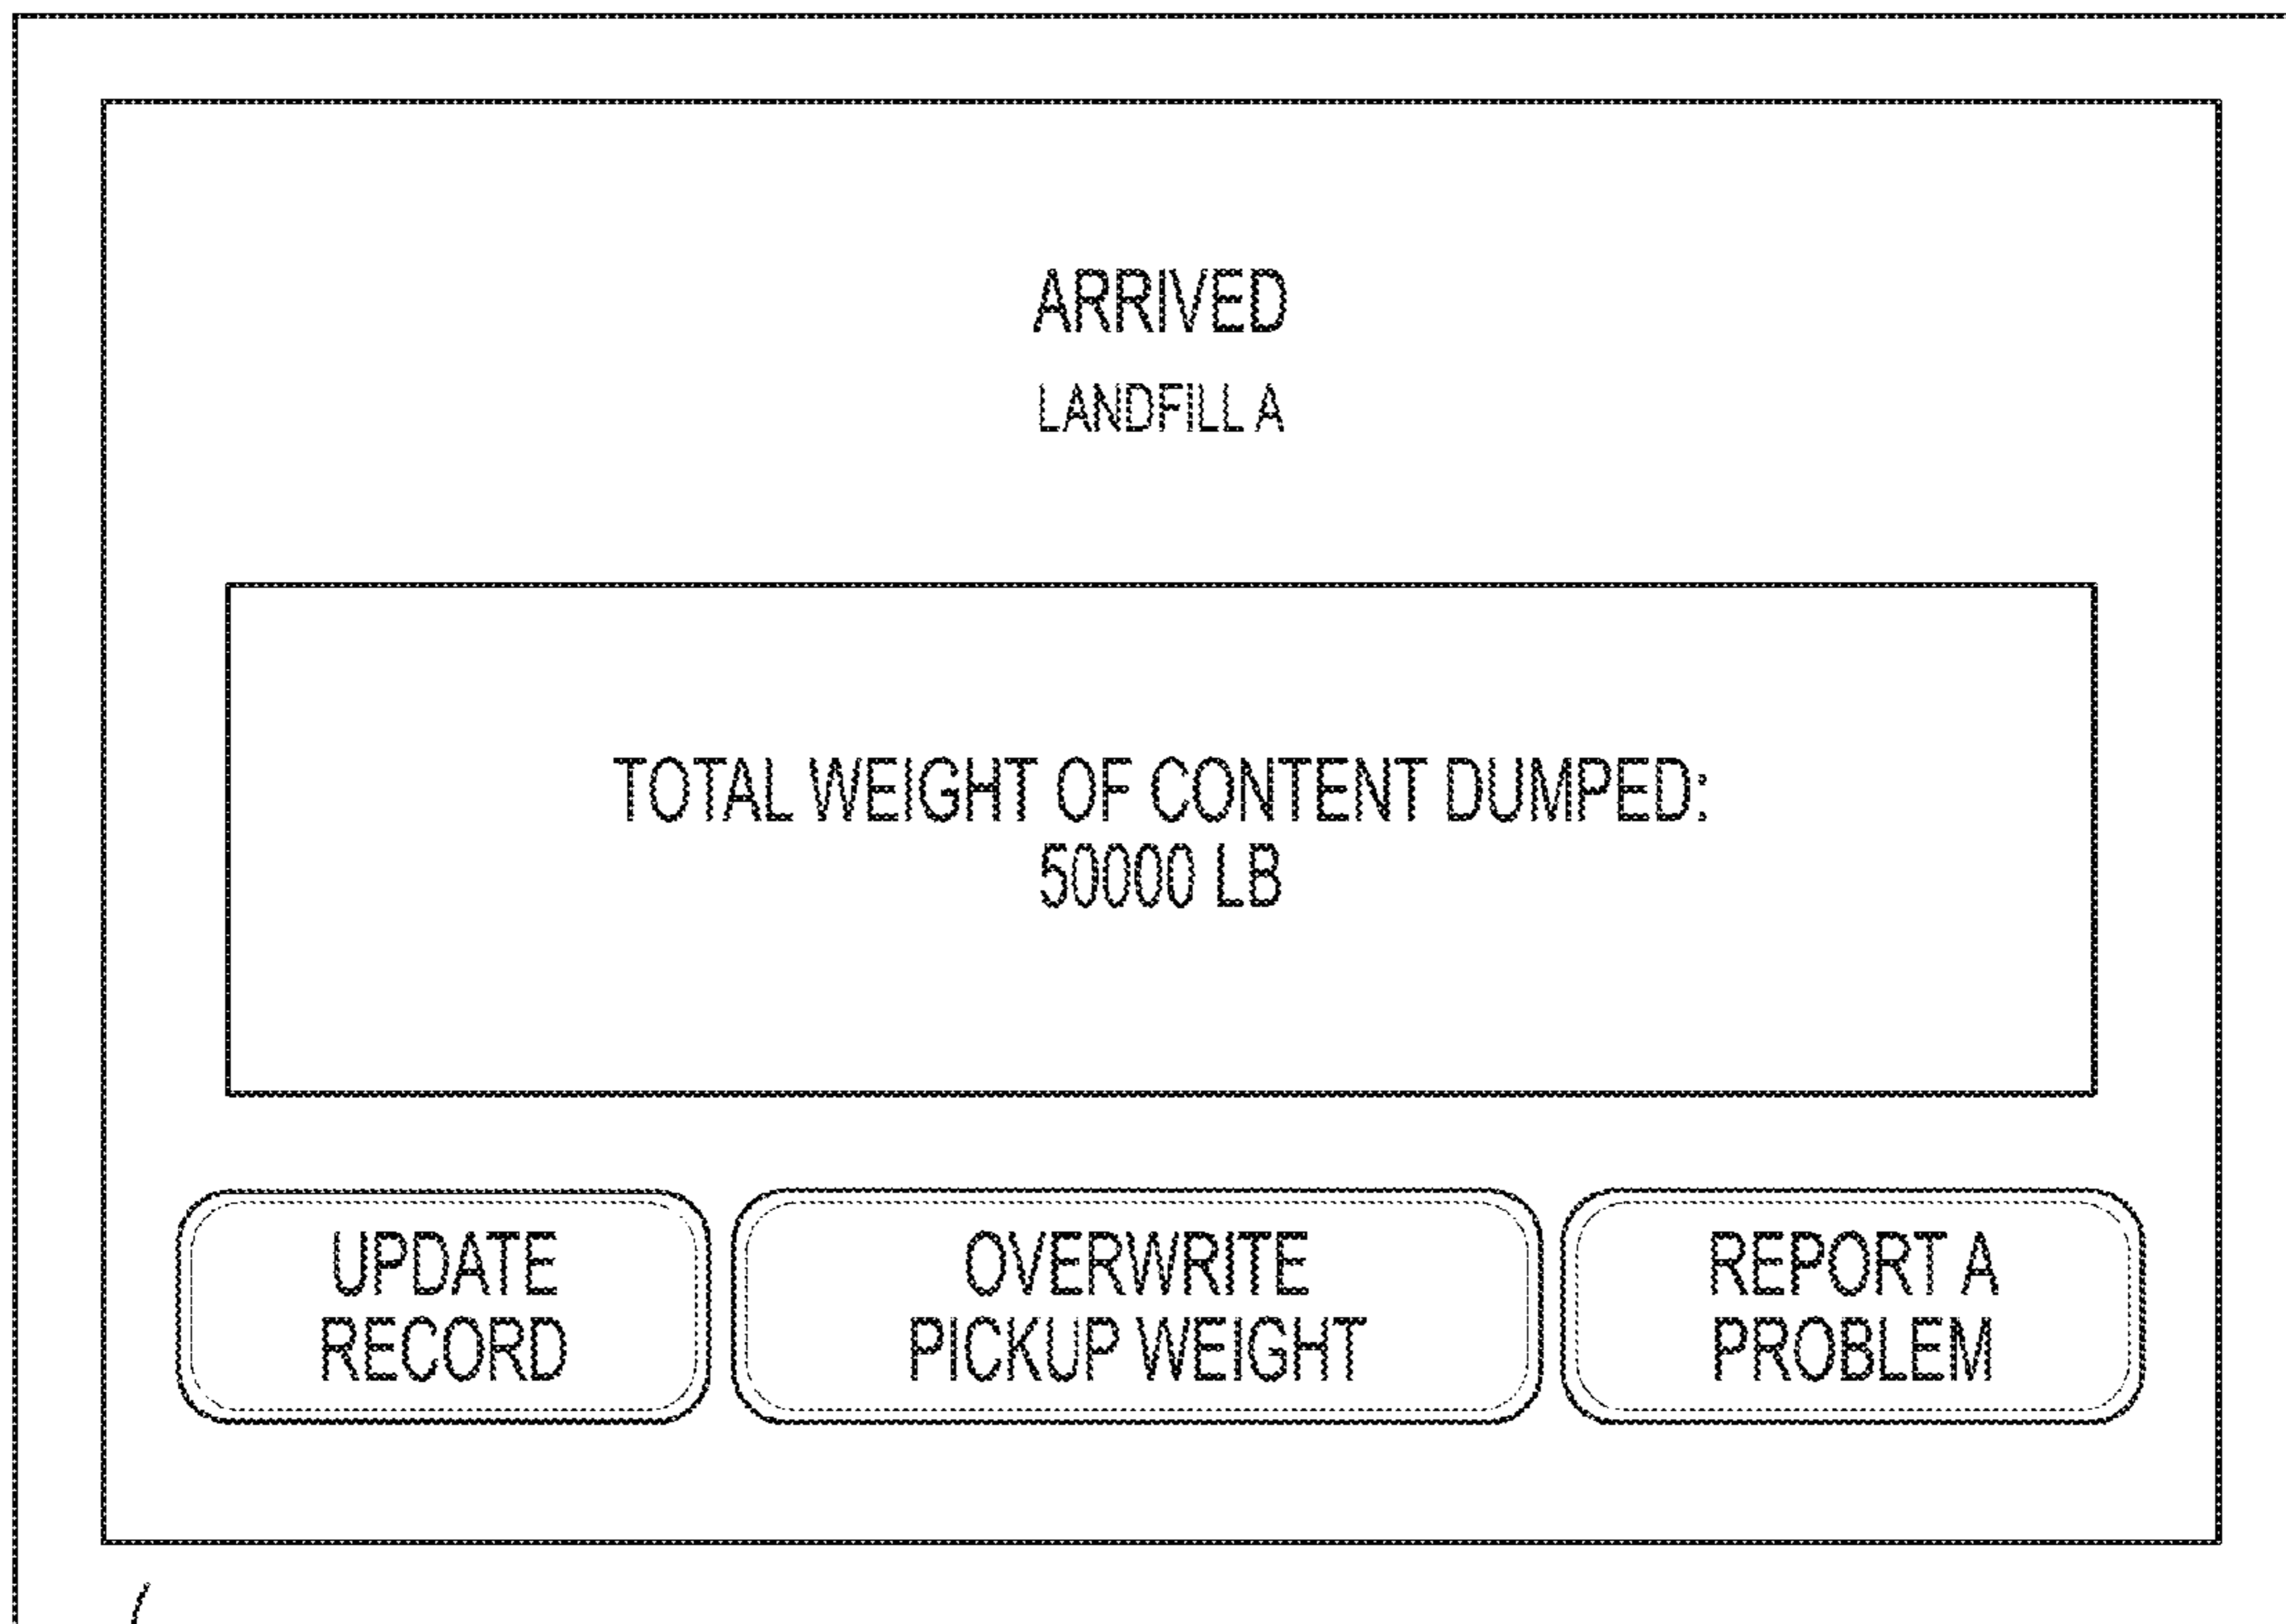 ARRIVED
LANDFILL A
TOTAL WEIGHT OF CONTENT DUMPED:
50000 LB
UPDATE
RECORD
OVERWRITE
PICKUP WEIGHT
REPORT A
PROBLEM